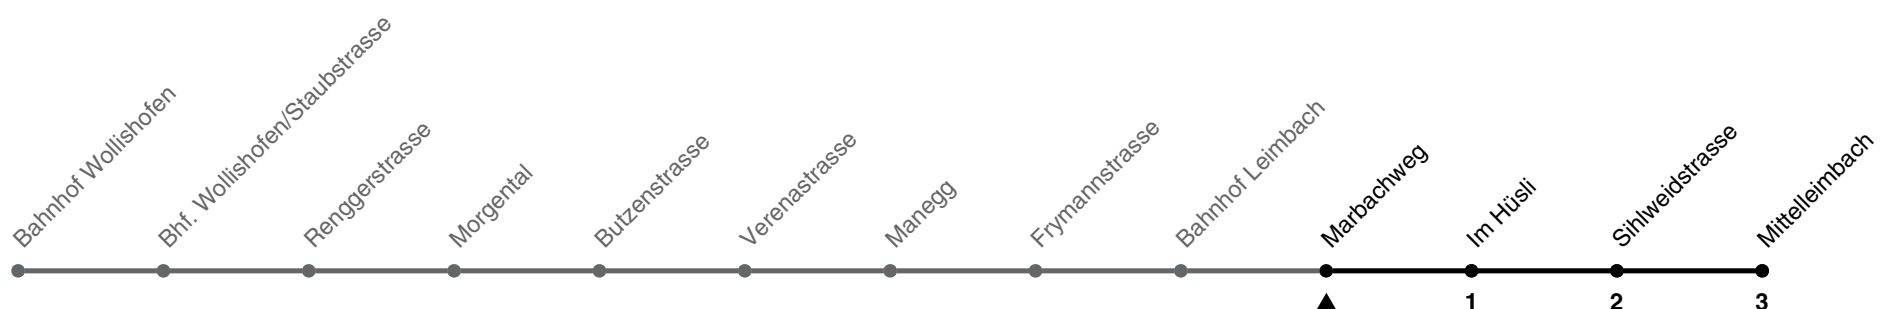 Bahnhof Wollishofen
Bhf. Wollishofen/Staubstrasse
Renggerstrasse
Morgental
Butzenstrasse
Verenastrasse
Manegg
Frymannstrasse
Bahnhof Leimbach
Marbachweg
Im Hüsli
Sihlweidstrasse
Mittelleimbach
1 2 3